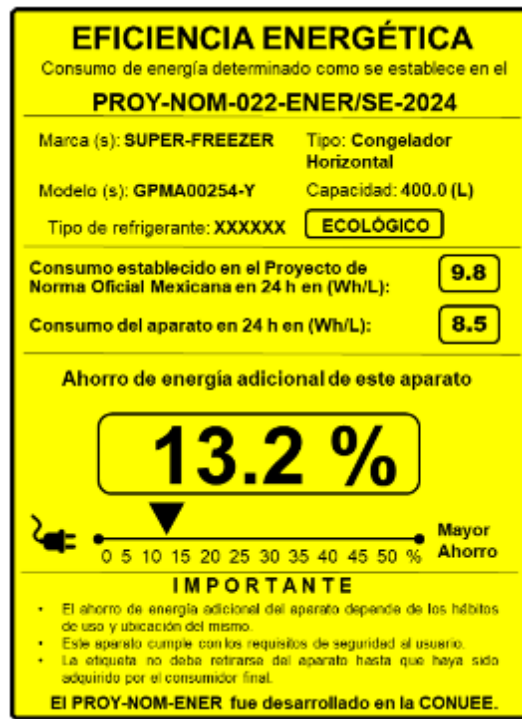 EFICIENCIA ENERGÉTICA
Consumo de energía determinado como se establece en el
PROY-NOM-022-ENER/SE-2024
Marca (s): SUPER-FREEZER
Tipo: Congelador
Horizontal
Modelo (s): GPMA00254-Y
Capacidad: 400.0 (L)
Tipo de refrigerante: XXXXXX
ECOLÓGICO
Consumo establecido en el Proyecto de
Norma Oficial Mexicana en 24 h en (Wh/L):
9.8
Consumo del aparato en 24 h en (Wh/L):
8.5
Ahorro de energía adicional de este aparato
13.2 %
0 5 10 15 20 25 30 35 40 45 50 %
Mayor
Ahorro
IMPORTANTE
• El ahorro de energía adicional del aparato depende de los hábitos
de uso y ubicación del mismo.
• Este aparato cumple con los requisitos de seguridad al usuario.
• La etiqueta no debe retirarse del aparato hasta que haya sido
adquirido por el consumidor final.
El PROY-NOM-ENER fue desarrollado en la CONUEE.